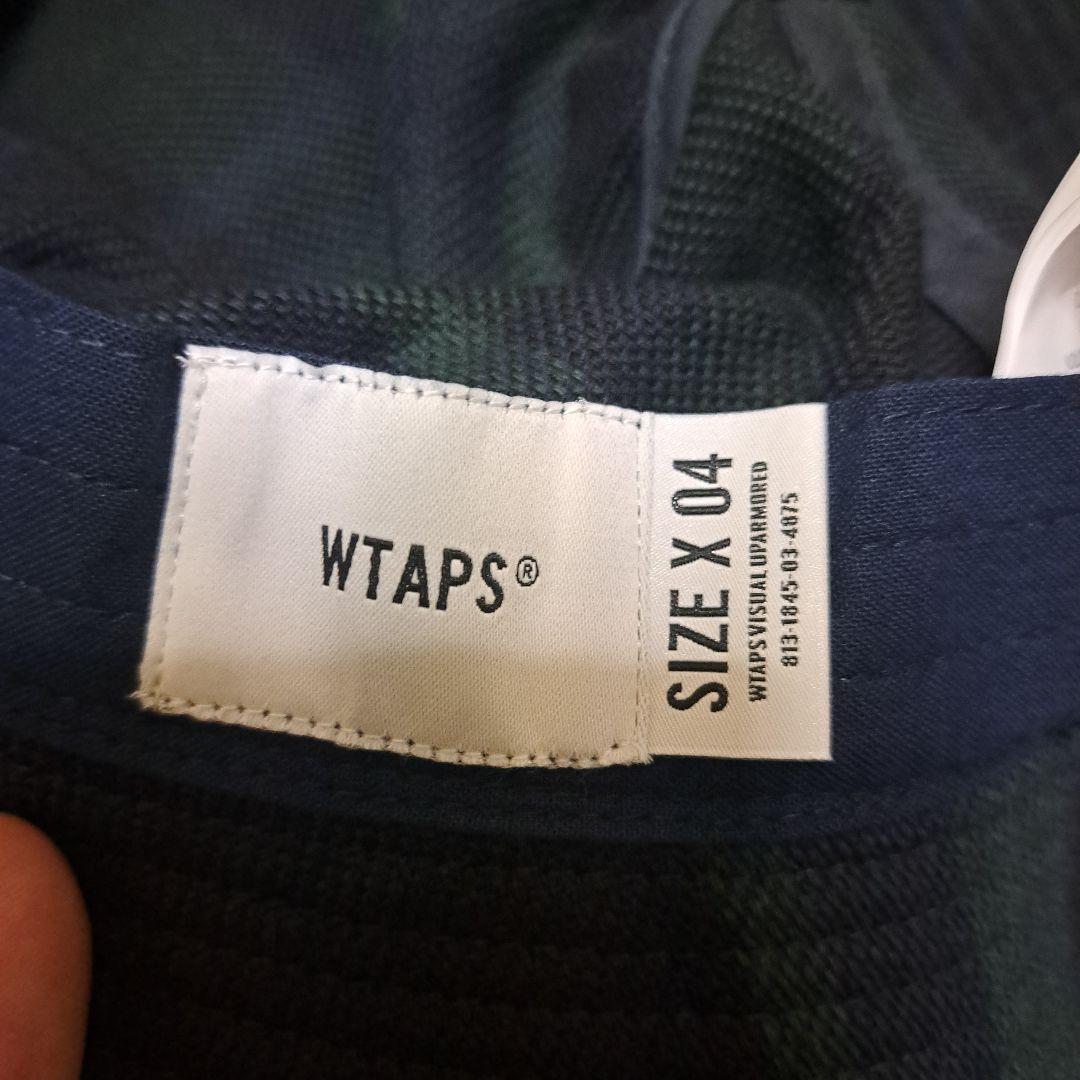 WTAPS®
SIZE X 04
WTAPS VISUAL UPARMORED
813-1845-03-4875